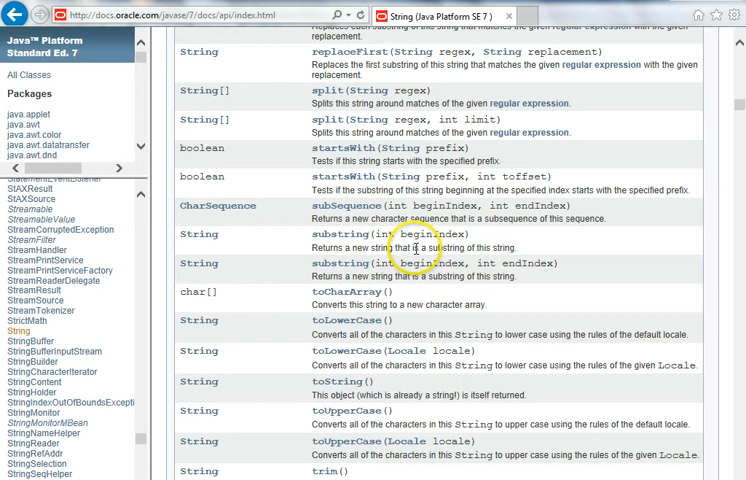 http://docs.oracle.com/javase/7/docs/api/index.html
String (Java Platform SE 7 )
Java™ Platform
Standard Ed. 7
All Classes
Packages
java.applet
java.awt
java.awt.color
java.awt.datatransfer
java.awt.dnd
StAXResult
StAXSource
Streamable
StreamableValue
StreamCorruptedException
StreamFilter
StreamHandler
StreamPrintService
StreamPrintServiceFactory
StreamResult
StreamSource
StreamTokenizer
StrictMath
String
StringBuffer
StringBufferInputStream
StringBuilder
StringCharacterIterator
StringContent
StringHolder
StringIndexOutOfBoundsExcepti
StringMonitor
StringMonitorMBean
StringNameHelper
StringReader
StringRefAddr
StringSelection
StringSeqHelper
replacement.
String replaceFirst(String regex, String replacement)
Replaces the first substring of this string that matches the given regular expression with the given
replacement.
String[] split(String regex)
Splits this string around matches of the given regular expression.
String[] split(String regex, int limit)
Splits this string around matches of the given regular expression.
boolean startsWith(String prefix)
Tests if this string starts with the specified prefix.
boolean startsWith(String prefix, int toffset)
Tests if the substring of this string beginning at the specified index starts with the specified prefix.
CharSequence subSequence(int beginIndex, int endIndex)
Returns a new character sequence that is a subsequence of this sequence.
String substring(int beginIndex)
Returns a new string that is a substring of this string.
String substring(int beginIndex, int endIndex)
Returns a new string that is a substring of this string.
char[] toCharArray()
Converts this string to a new character array.
String toLowerCase()
Converts all of the characters in this String to lower case using the rules of the default locale.
String toLowerCase(Locale locale)
Converts all of the characters in this String to lower case using the rules of the given Locale.
String toString()
This object (which is already a string!) is itself returned.
String toUpperCase()
Converts all of the characters in this String to upper case using the rules of the default locale.
String toUpperCase(Locale locale)
Converts all of the characters in this String to upper case using the rules of the given Locale.
String trim()